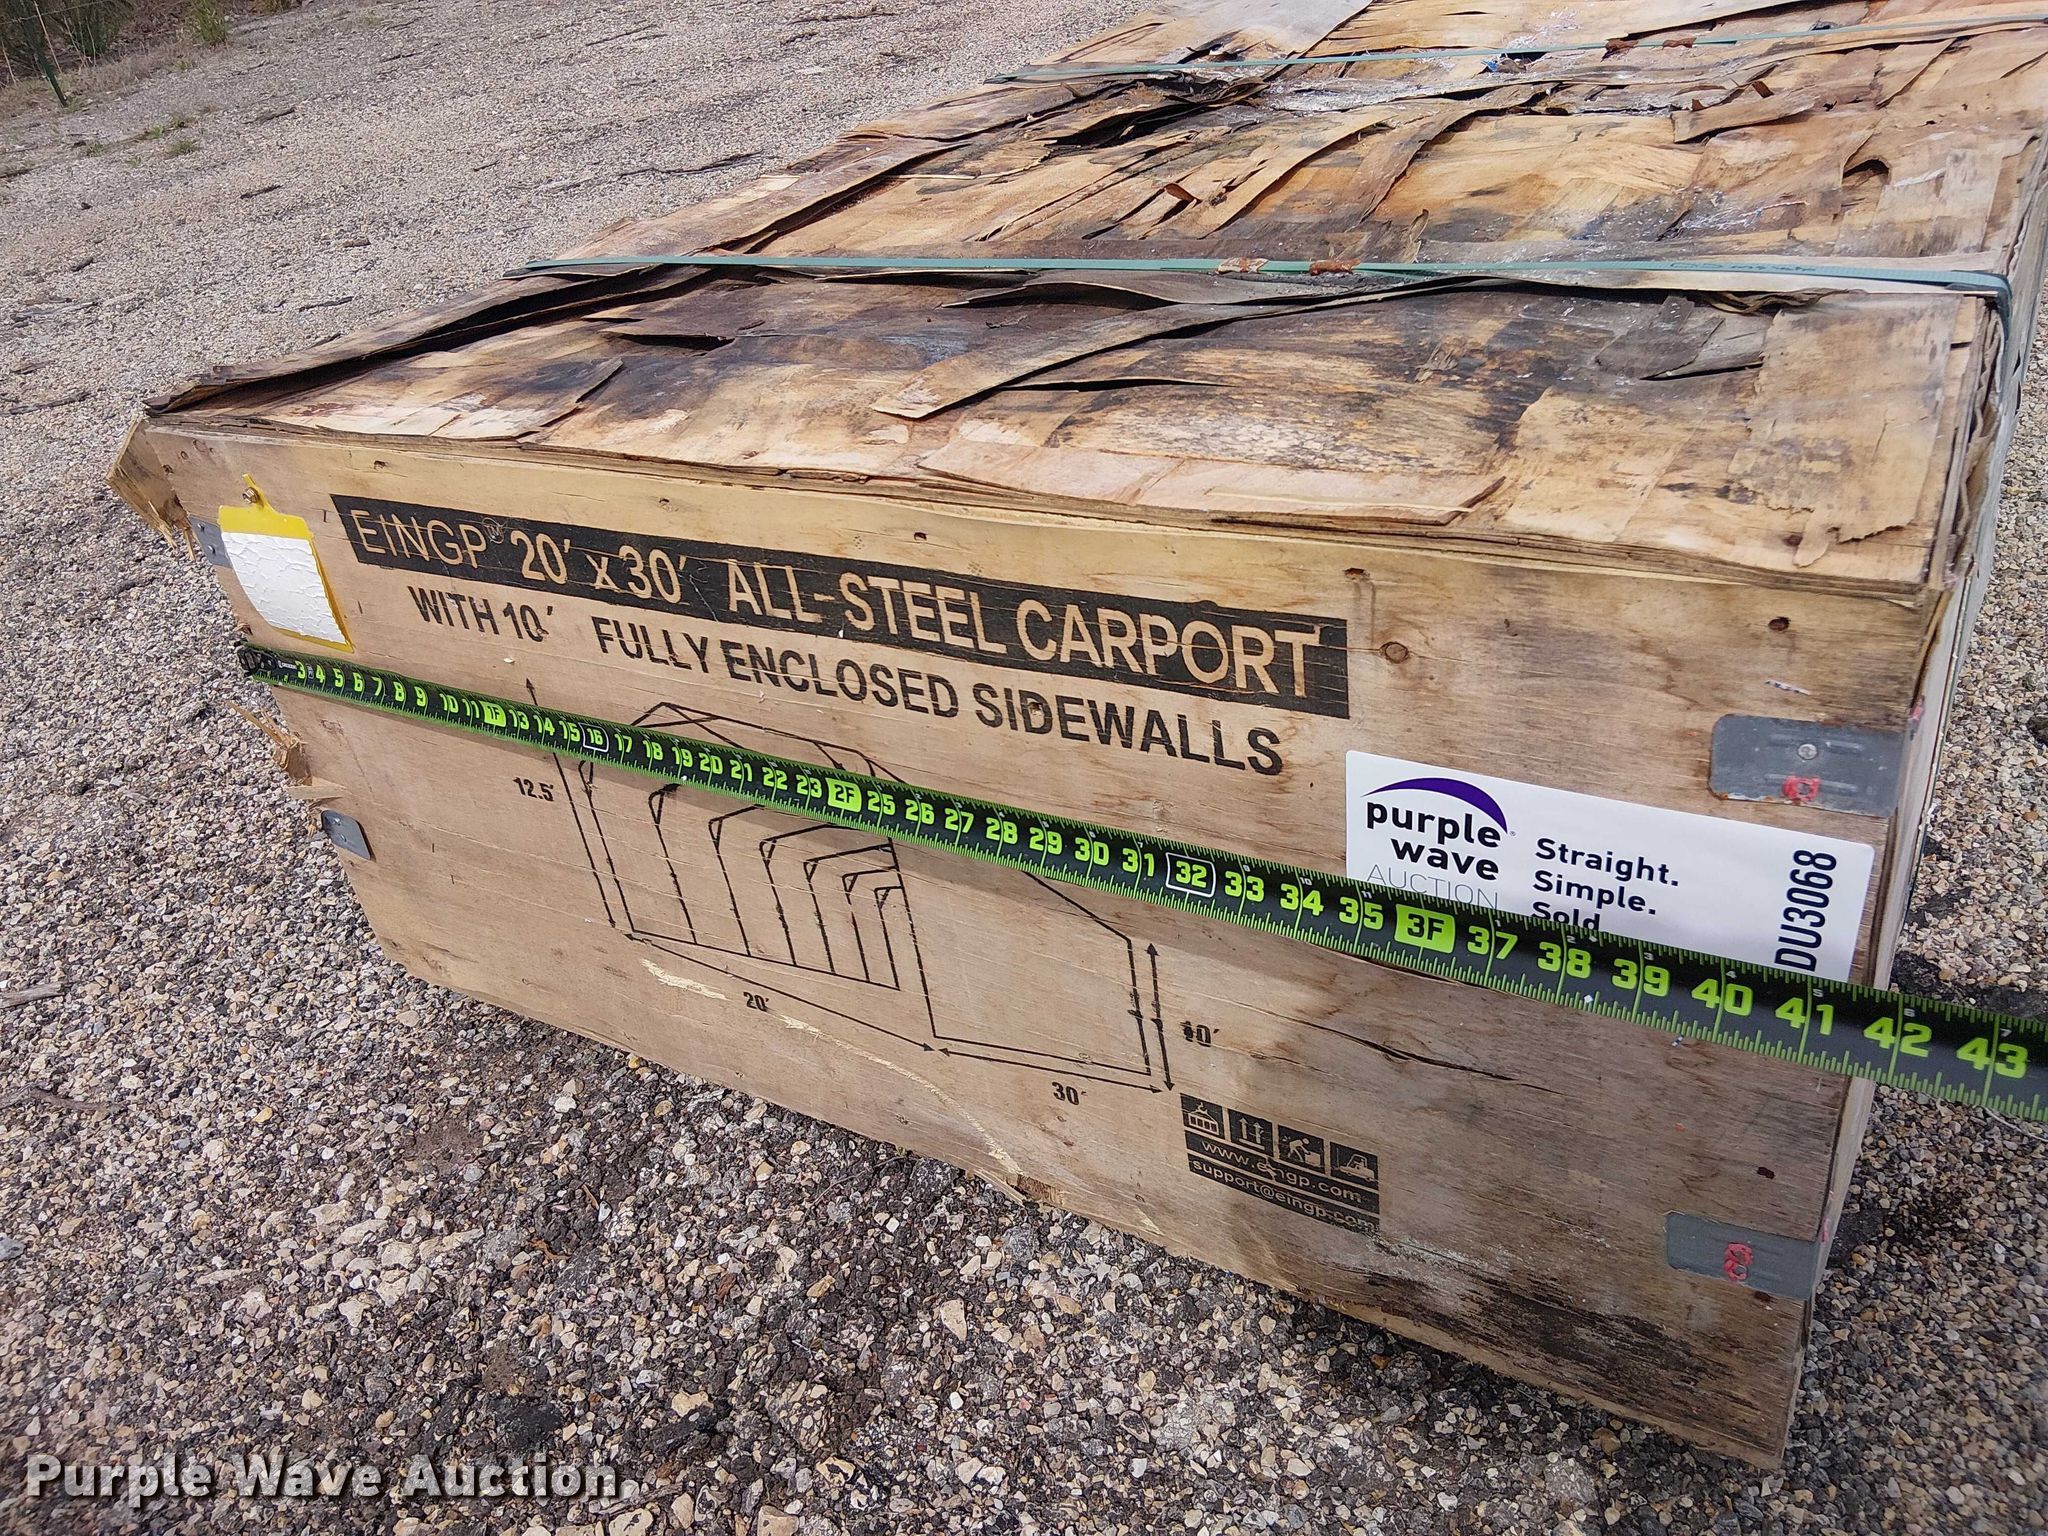 EINGP® 20′ x 30′ ALL-STEEL CARPORT
WITH 10′ FULLY ENCLOSED SIDEWALLS
3 4 5 6 7 8 9 10 11 1F 13 14 15 16 17 18 19 20 21 22 23 2F 25 26 27 28 29 30 31 32 33 34 35 3F 37 38 39 40 41 42 43
12.5′
20′
30′
10′
purple
wave
AUCTION
Straight.
Simple.
Sold
DU3068
www.eingp.com
support@eingp.com
Purple Wave Auction